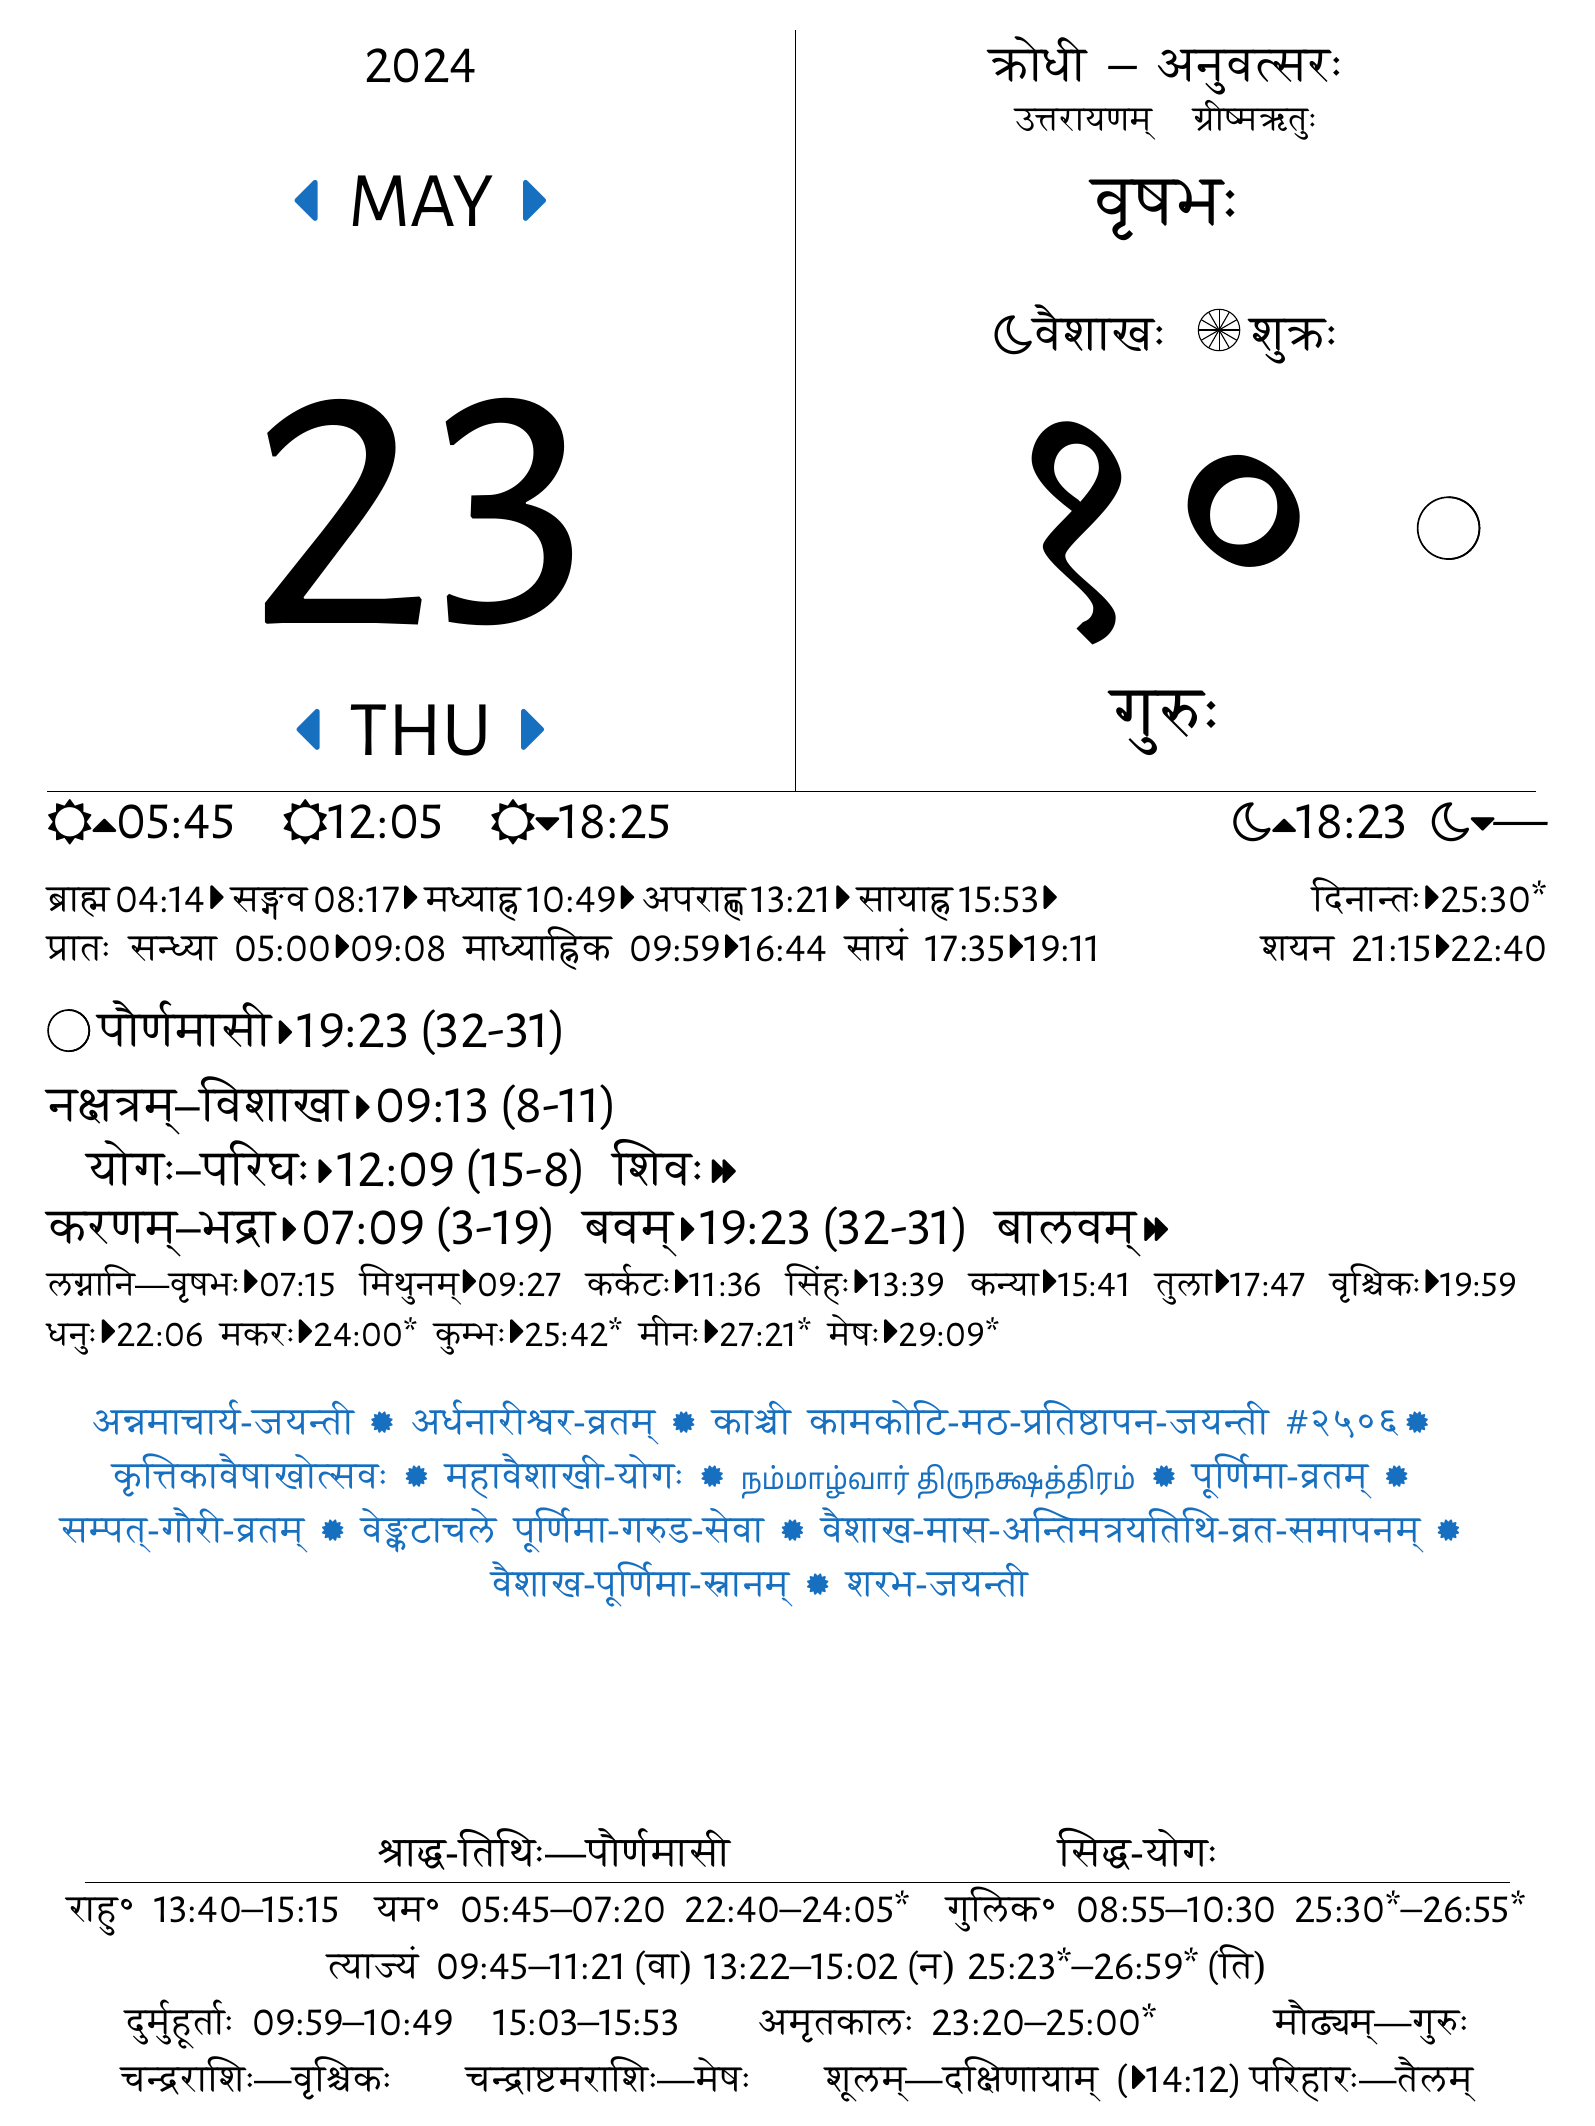 2024
MAY
23
THU
क्रोधी – अनुवत्सरः
उत्तरायणम् ग्रीष्मऋतुः
वृषभः
वैशाखः शुक्रः
१०
गुरुः
05:45 12:05 18:25 18:23 —
ब्राह्म 04:14 सङ्गव 08:17 मध्याह्न 10:49 अपराह्ण 13:21 सायाह्न 15:53 दिनान्तः 25:30*
प्रातः सन्ध्या 05:00 09:08 माध्याह्निक 09:59 16:44 सायं 17:35 19:11 शयन 21:15 22:40
पौर्णमासी 19:23 (32-31)
नक्षत्रम्–विशाखा 09:13 (8-11)
योगः–परिघः 12:09 (15-8) शिवः
करणम्–भद्रा 07:09 (3-19) बवम् 19:23 (32-31) बालवम्
लग्नानि—वृषभः 07:15 मिथुनम् 09:27 कर्कटः 11:36 सिंहः 13:39 कन्या 15:41 तुला 17:47 वृश्चिकः 19:59
धनुः 22:06 मकरः 24:00* कुम्भः 25:42* मीनः 27:21* मेषः 29:09*
अन्नमाचार्य-जयन्ती ✹ अर्धनारीश्वर-व्रतम् ✹ काञ्ची कामकोटि-मठ-प्रतिष्ठापन-जयन्ती #२५०६ ✹
कृत्तिकावैषाखोत्सवः ✹ महावैशाखी-योगः ✹ நம்மாழ்வார் திருநக்ஷத்திரம் ✹ पूर्णिमा-व्रतम् ✹
सम्पत्-गौरी-व्रतम् ✹ वेङ्कटाचले पूर्णिमा-गरुड-सेवा ✹ वैशाख-मास-अन्तिमत्रयतिथि-व्रत-समापनम् ✹
वैशाख-पूर्णिमा-स्नानम् ✹ शरभ-जयन्ती
श्राद्ध-तिथिः—पौर्णमासी सिद्ध-योगः
राहु॰ 13:40–15:15 यम॰ 05:45–07:20 22:40–24:05* गुलिक॰ 08:55–10:30 25:30*–26:55*
त्याज्यं 09:45–11:21 (वा) 13:22–15:02 (न) 25:23*–26:59* (ति)
दुर्मुहूर्ताः 09:59–10:49 15:03–15:53 अमृतकालः 23:20–25:00* मौढ्यम्—गुरुः
चन्द्रराशिः—वृश्चिकः चन्द्राष्टमराशिः—मेषः शूलम्—दक्षिणायाम् (14:12) परिहारः—तैलम्